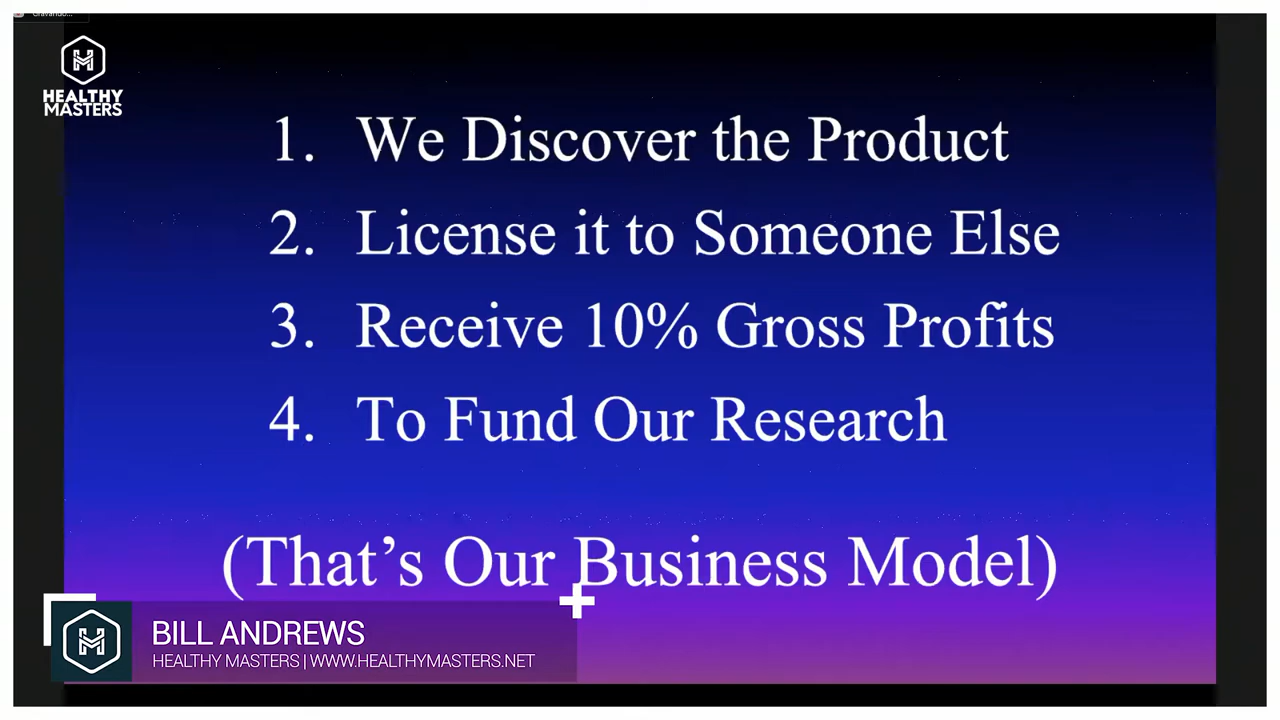 Gravando...
HEALTHY
MASTERS
1. We Discover the Product
2. License it to Someone Else
3. Receive 10% Gross Profits
4. To Fund Our Research
(That’s Our Business Model)
BILL ANDREWS
HEALTHY MASTERS | WWW.HEALTHYMASTERS.NET